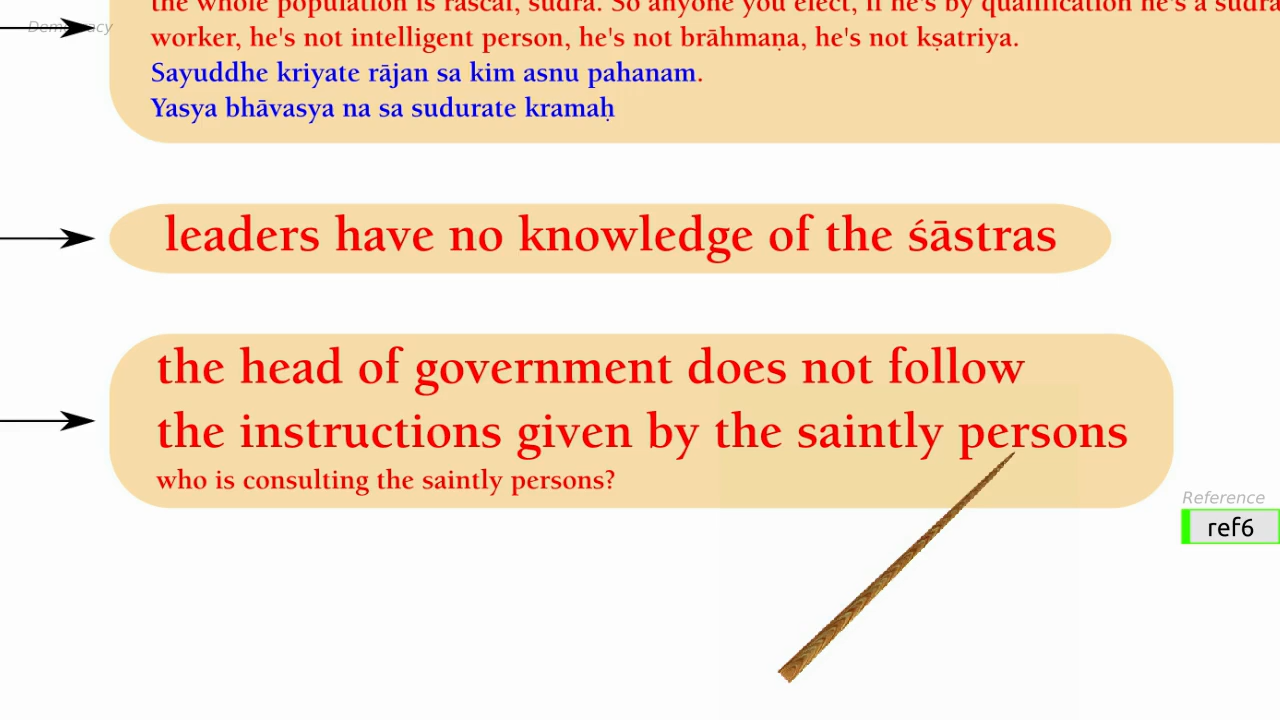 the whole population is rascal, śūdra. So anyone you elect, if he's by qualification he's a śūdra
Democracy
worker, he's not intelligent person, he's not brāhmaṇa, he's not kṣatriya.
Sayuddhe kriyate rājan sa kim asnu pahanam.
Yasya bhāvasya na sa sudurate kramaḥ
leaders have no knowledge of the śāstras
the head of government does not follow
the instructions given by the saintly persons
who is consulting the saintly persons?
Reference
ref6